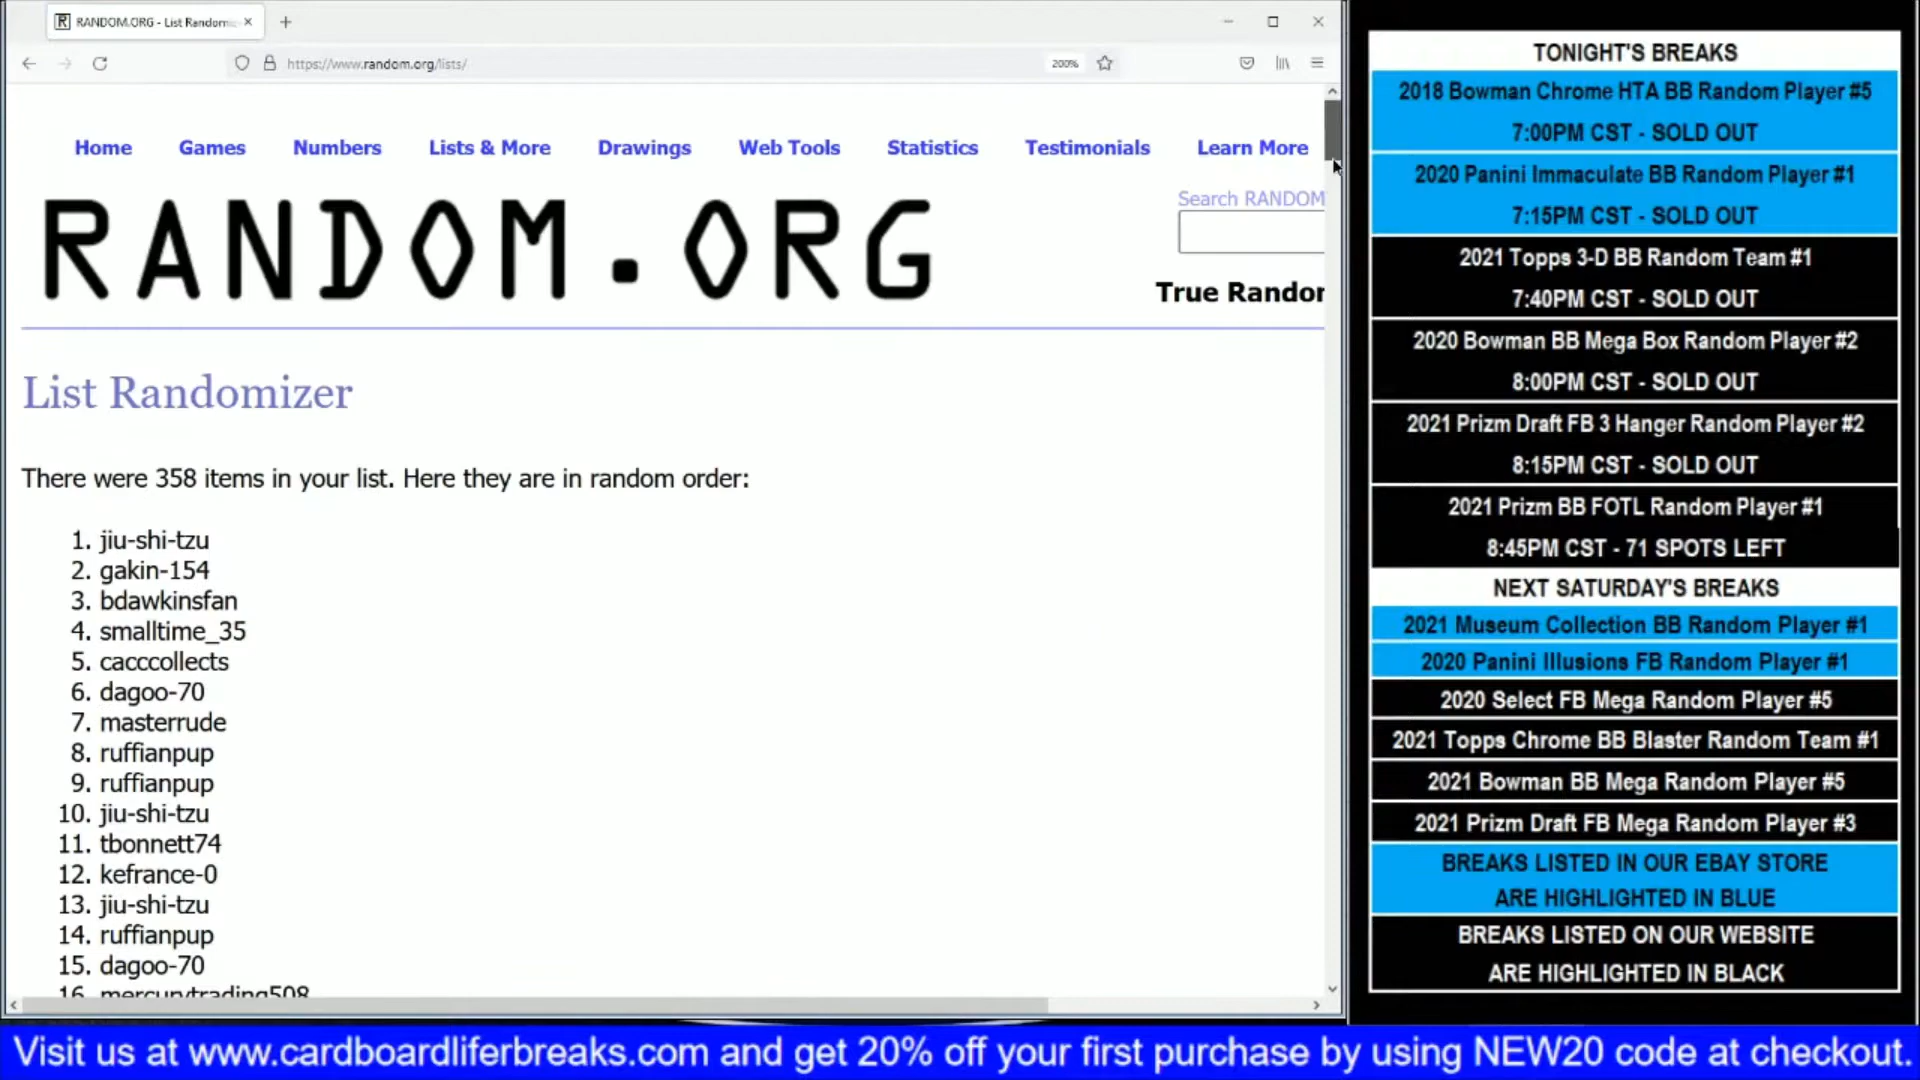 RANDOM.ORG - List Randomi
https://www.random.org/lists/
200%
Home Games Numbers Lists & More Drawings Web Tools Statistics Testimonials Learn More
RANDOM.ORG
Search RANDOM
True Random
List Randomizer
There were 358 items in your list. Here they are in random order:
1. jiu-shi-tzu
2. gakin-154
3. bdawkinsfan
4. smalltime_35
5. cacccollects
6. dagoo-70
7. masterrude
8. ruffianpup
9. ruffianpup
10. jiu-shi-tzu
11. tbonnett74
12. kefrance-0
13. jiu-shi-tzu
14. ruffianpup
15. dagoo-70
16. mercurytrading508
TONIGHT'S BREAKS
2018 Bowman Chrome HTA BB Random Player #5
7:00PM CST - SOLD OUT
2020 Panini Immaculate BB Random Player #1
7:15PM CST - SOLD OUT
2021 Topps 3-D BB Random Team #1
7:40PM CST - SOLD OUT
2020 Bowman BB Mega Box Random Player #2
8:00PM CST - SOLD OUT
2021 Prizm Draft FB 3 Hanger Random Player #2
8:15PM CST - SOLD OUT
2021 Prizm BB FOTL Random Player #1
8:45PM CST - 71 SPOTS LEFT
NEXT SATURDAY'S BREAKS
2021 Museum Collection BB Random Player #1
2020 Panini Illusions FB Random Player #1
2020 Select FB Mega Random Player #5
2021 Topps Chrome BB Blaster Random Team #1
2021 Bowman BB Mega Random Player #5
2021 Prizm Draft FB Mega Random Player #3
BREAKS LISTED IN OUR EBAY STORE
ARE HIGHLIGHTED IN BLUE
BREAKS LISTED ON OUR WEBSITE
ARE HIGHLIGHTED IN BLACK
Visit us at www.cardboardliferbreaks.com and get 20% off your first purchase by using NEW20 code at checkout.